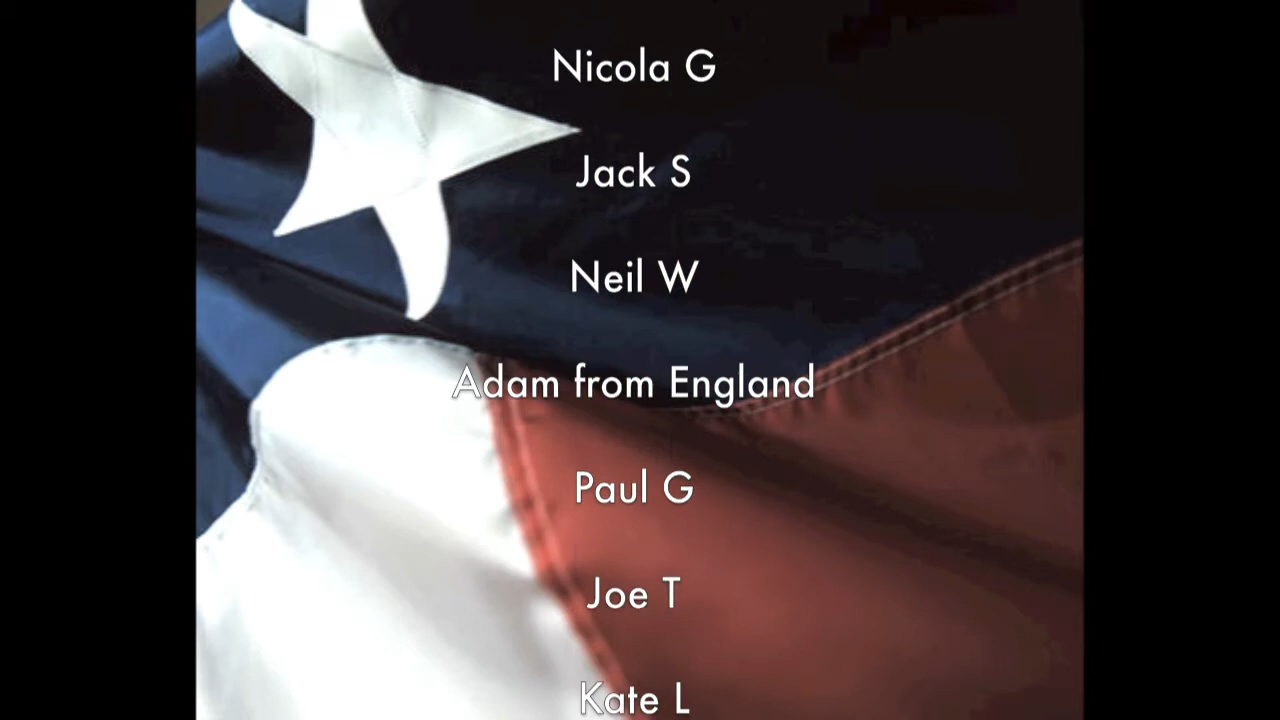 Nicola G
Jack S
Neil W
Adam from England
Paul G
Joe T
Kate L